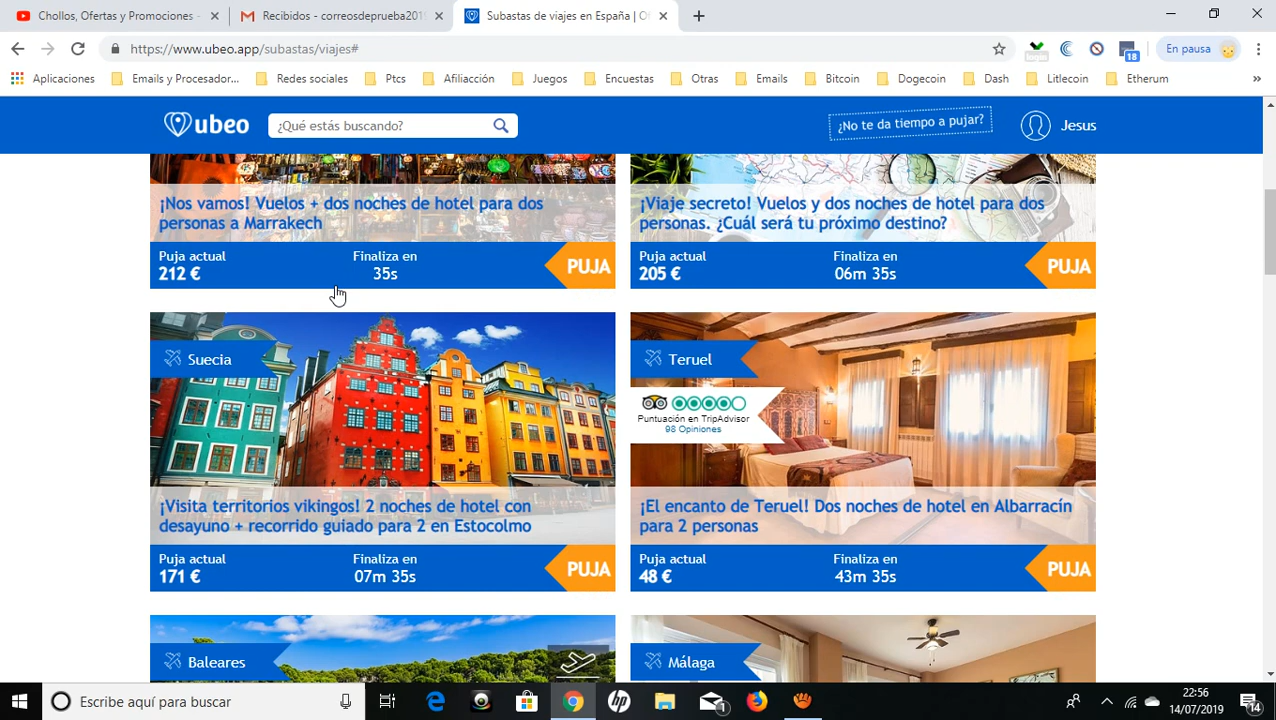 Chollos, Ofertas y Promociones -
Recibidos - correosdeprueba201
Subastas de viajes en España | Of
https://www.ubeo.app/subastas/viajes#
18
En pausa
Aplicaciones
Emails y Procesador...
Redes sociales
Ptcs
Afiliacción
Juegos
Encuestas
Otras
Emails
Bitcoin
Dogecoin
Dash
Litlecoin
Etherum
»
ubeo
¿Qué estás buscando?
¿No te da tiempo a pujar?
Jesus
¡Nos vamos! Vuelos + dos noches de hotel para dos
personas a Marrakech
Puja actual
Finaliza en
212 €
35s
PUJA
¡Viaje secreto! Vuelos y dos noches de hotel para dos
personas. ¿Cuál será tu próximo destino?
Puja actual
Finaliza en
205 €
06m 35s
PUJA
Suecia
¡Visita territorios vikingos! 2 noches de hotel con
desayuno + recorrido guiado para 2 en Estocolmo
Puja actual
Finaliza en
171 €
07m 35s
PUJA
Teruel
Puntuación en TripAdvisor
98 Opiniones
¡El encanto de Teruel! Dos noches de hotel en Albarracín
para 2 personas
Puja actual
Finaliza en
48 €
43m 35s
PUJA
Baleares
Málaga
Escribe aquí para buscar
hp
1
22:56
14/07/2019
14